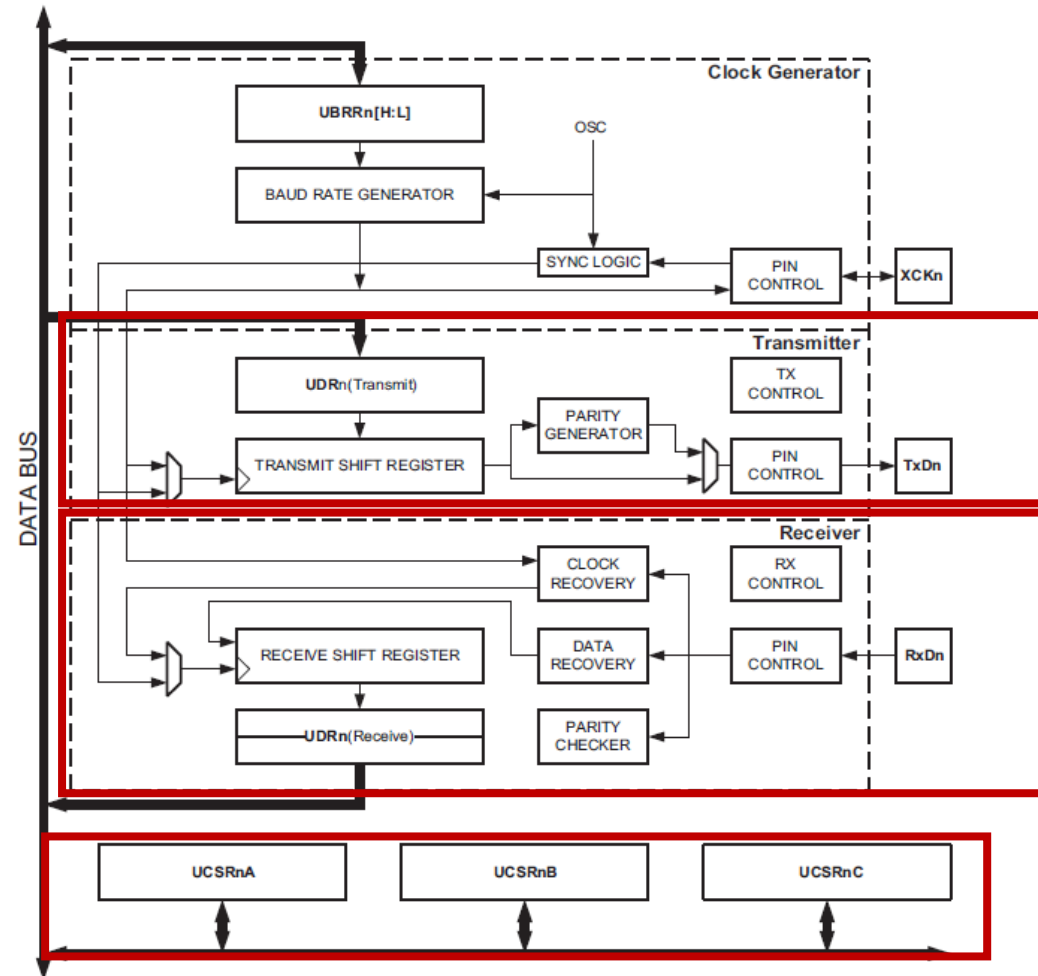 Clock Generator
UBRRn[H:L]
OSC
BAUD RATE GENERATOR
SYNC LOGIC
PIN
CONTROL
XCKn
Transmitter
UDRn(Transmit)
TX
CONTROL
PARITY
GENERATOR
TRANSMIT SHIFT REGISTER
PIN
CONTROL
TxDn
DATA BUS
Receiver
CLOCK
RECOVERY
RX
CONTROL
RECEIVE SHIFT REGISTER
DATA
RECOVERY
PIN
CONTROL
RxDn
UDRn(Receive)
PARITY
CHECKER
UCSRnA
UCSRnB
UCSRnC